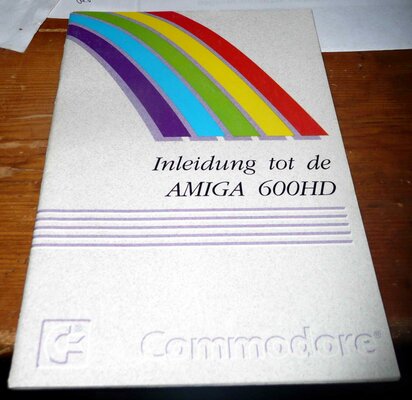 Inleidung tot de
AMIGA 600HD
Commodore®